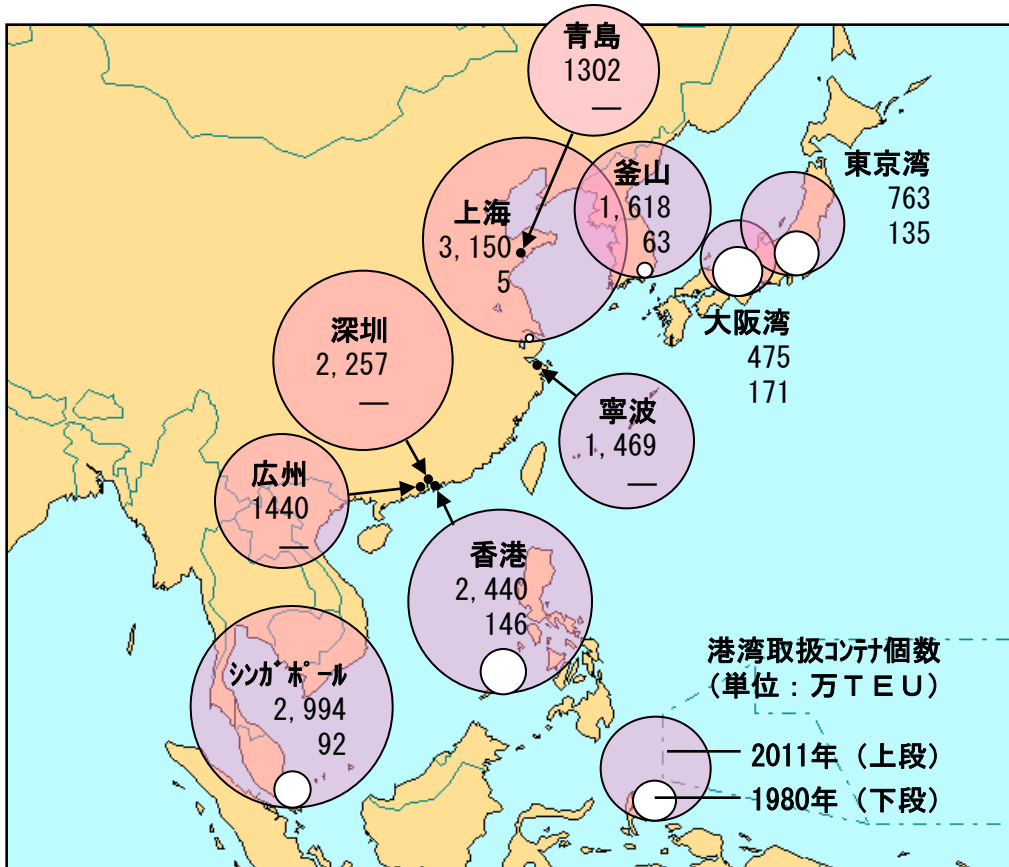 青島
1302
―
釜山
1,618
63
東京湾
763
135
上海
3,150
5
大阪湾
475
171
深圳
2,257
―
寧波
1,469
―
広州
1440
―
香港
2,440
146
シンガポール
2,994
92
港湾取扱コンテナ個数
(単位：万ＴＥＵ)
2011年（上段）
1980年（下段）